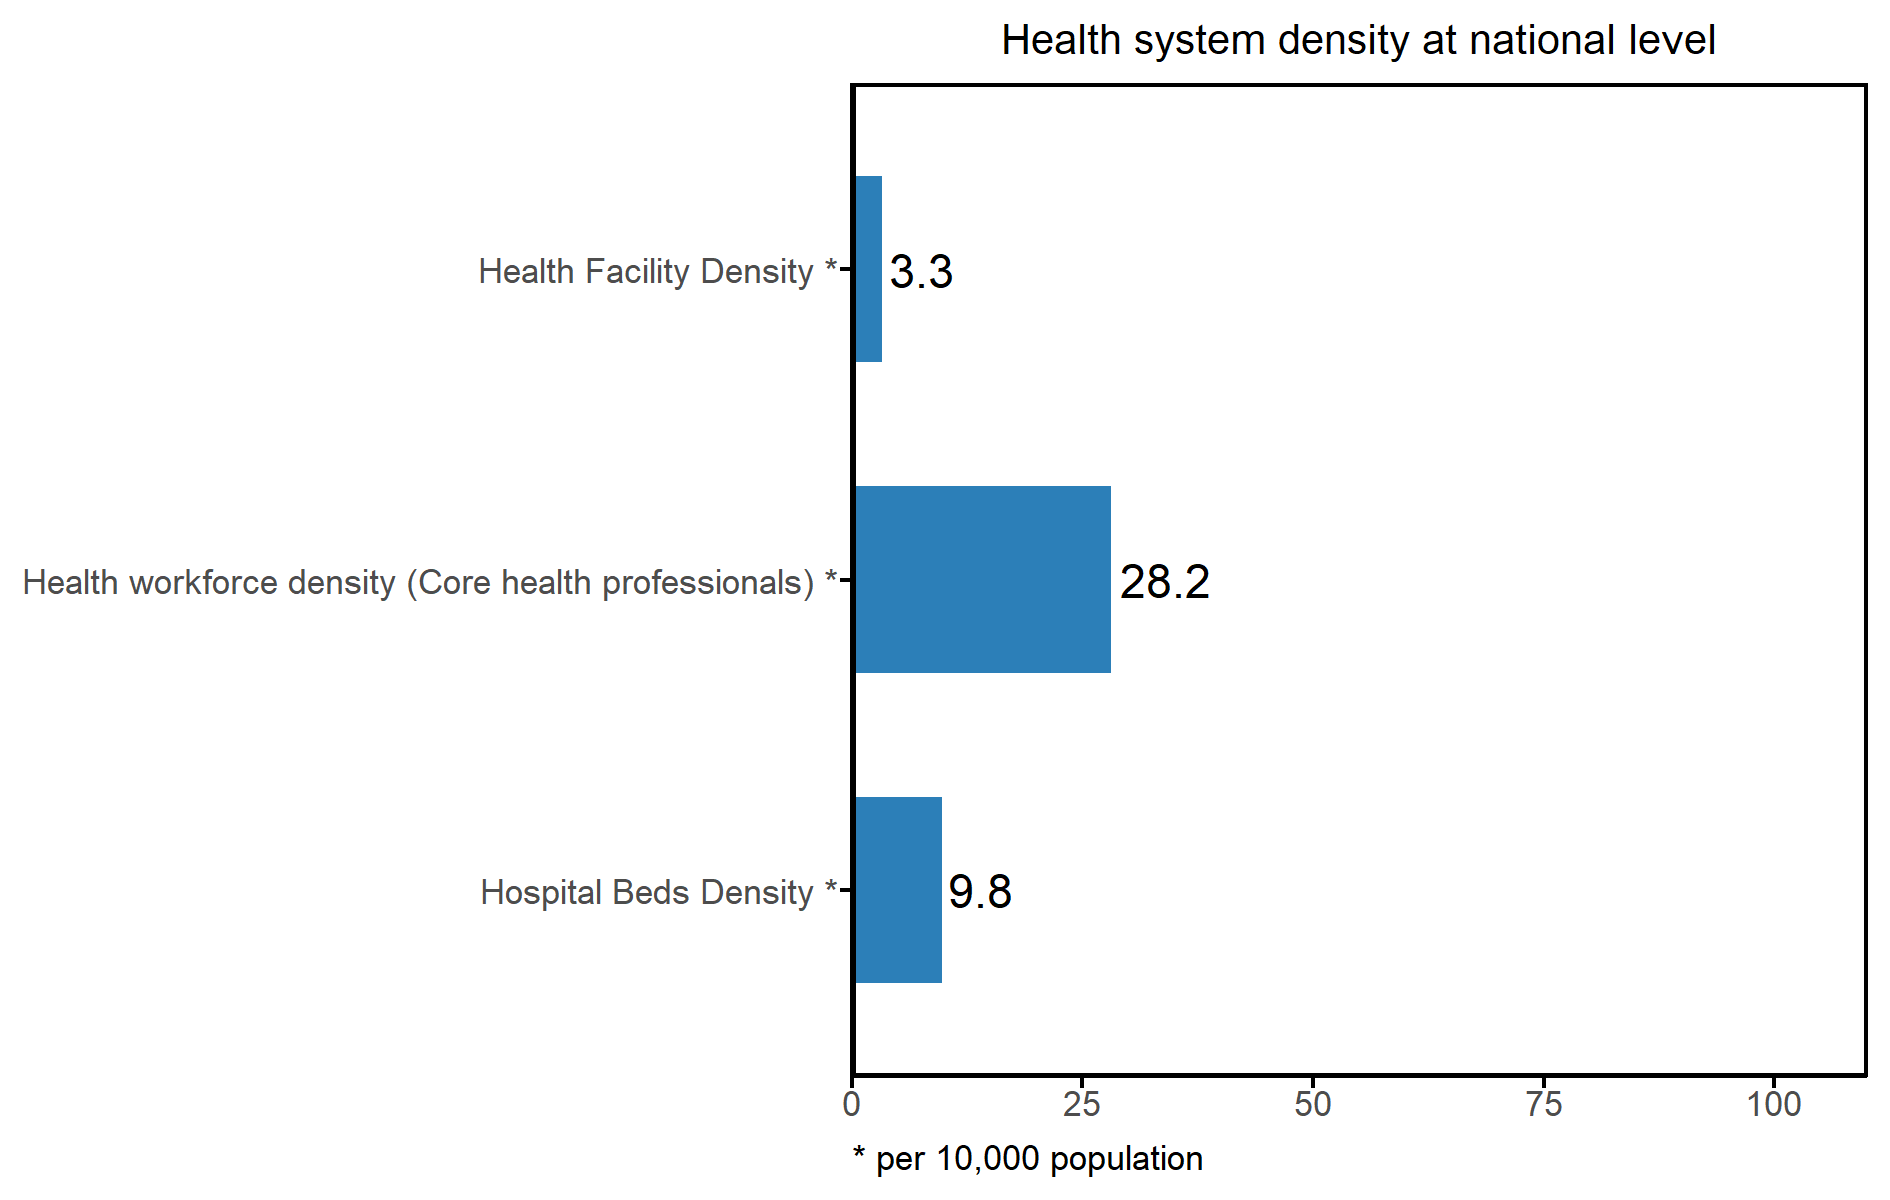 Health system density at national level
Health Facility Density *
3.3
Health workforce density (Core health professionals) *
28.2
Hospital Beds Density *
9.8
0 25 50 75 100
* per 10,000 population